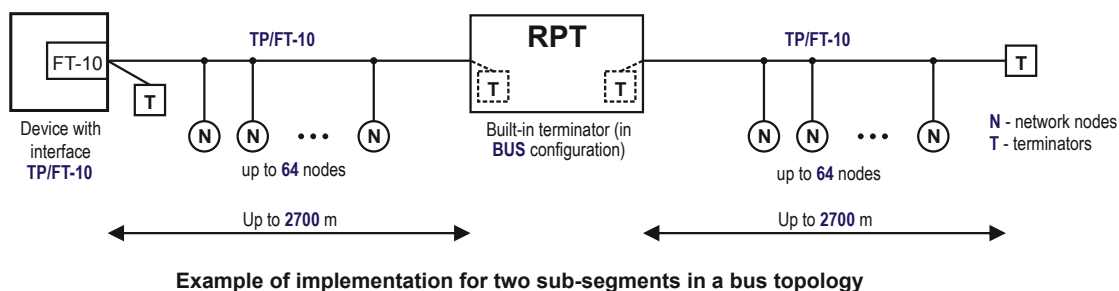 TP/FT-10
RPT
TP/FT-10
FT-10
T
T
T
T
Device with
interface
TP/FT-10
N
N
•••
N
Built-in terminator (in
BUS configuration)
N
N
•••
N
N - network nodes
T - terminators
up to 64 nodes
up to 64 nodes
Up to 2700 m
Up to 2700 m
Example of implementation for two sub-segments in a bus topology